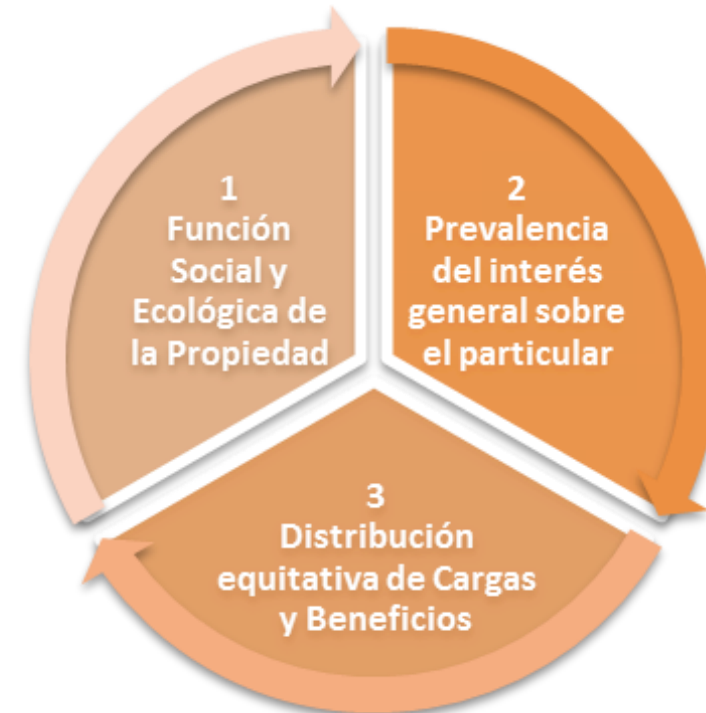 1
Función
Social y
Ecológica de
la Propiedad
2
Prevalencia
del interés
general sobre
el particular
3
Distribución
equitativa de Cargas
y Beneficios